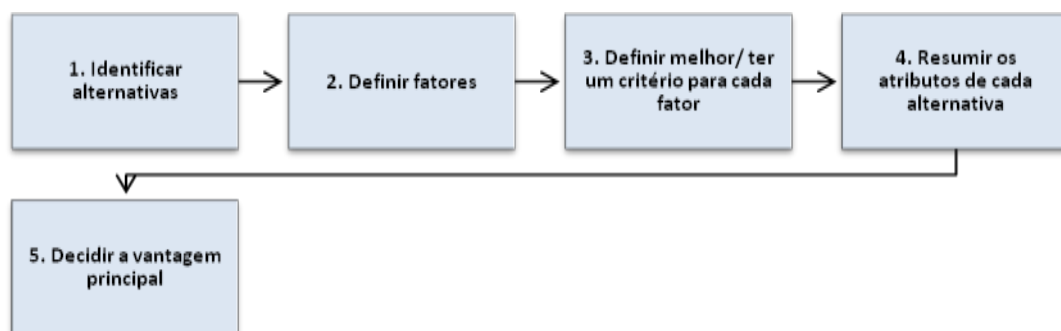 1. Identificar
alternativas
2. Definir fatores
3. Definir melhor/ ter
um critério para cada
fator
4. Resumir os
atributos de cada
alternativa
5. Decidir a vantagem
principal